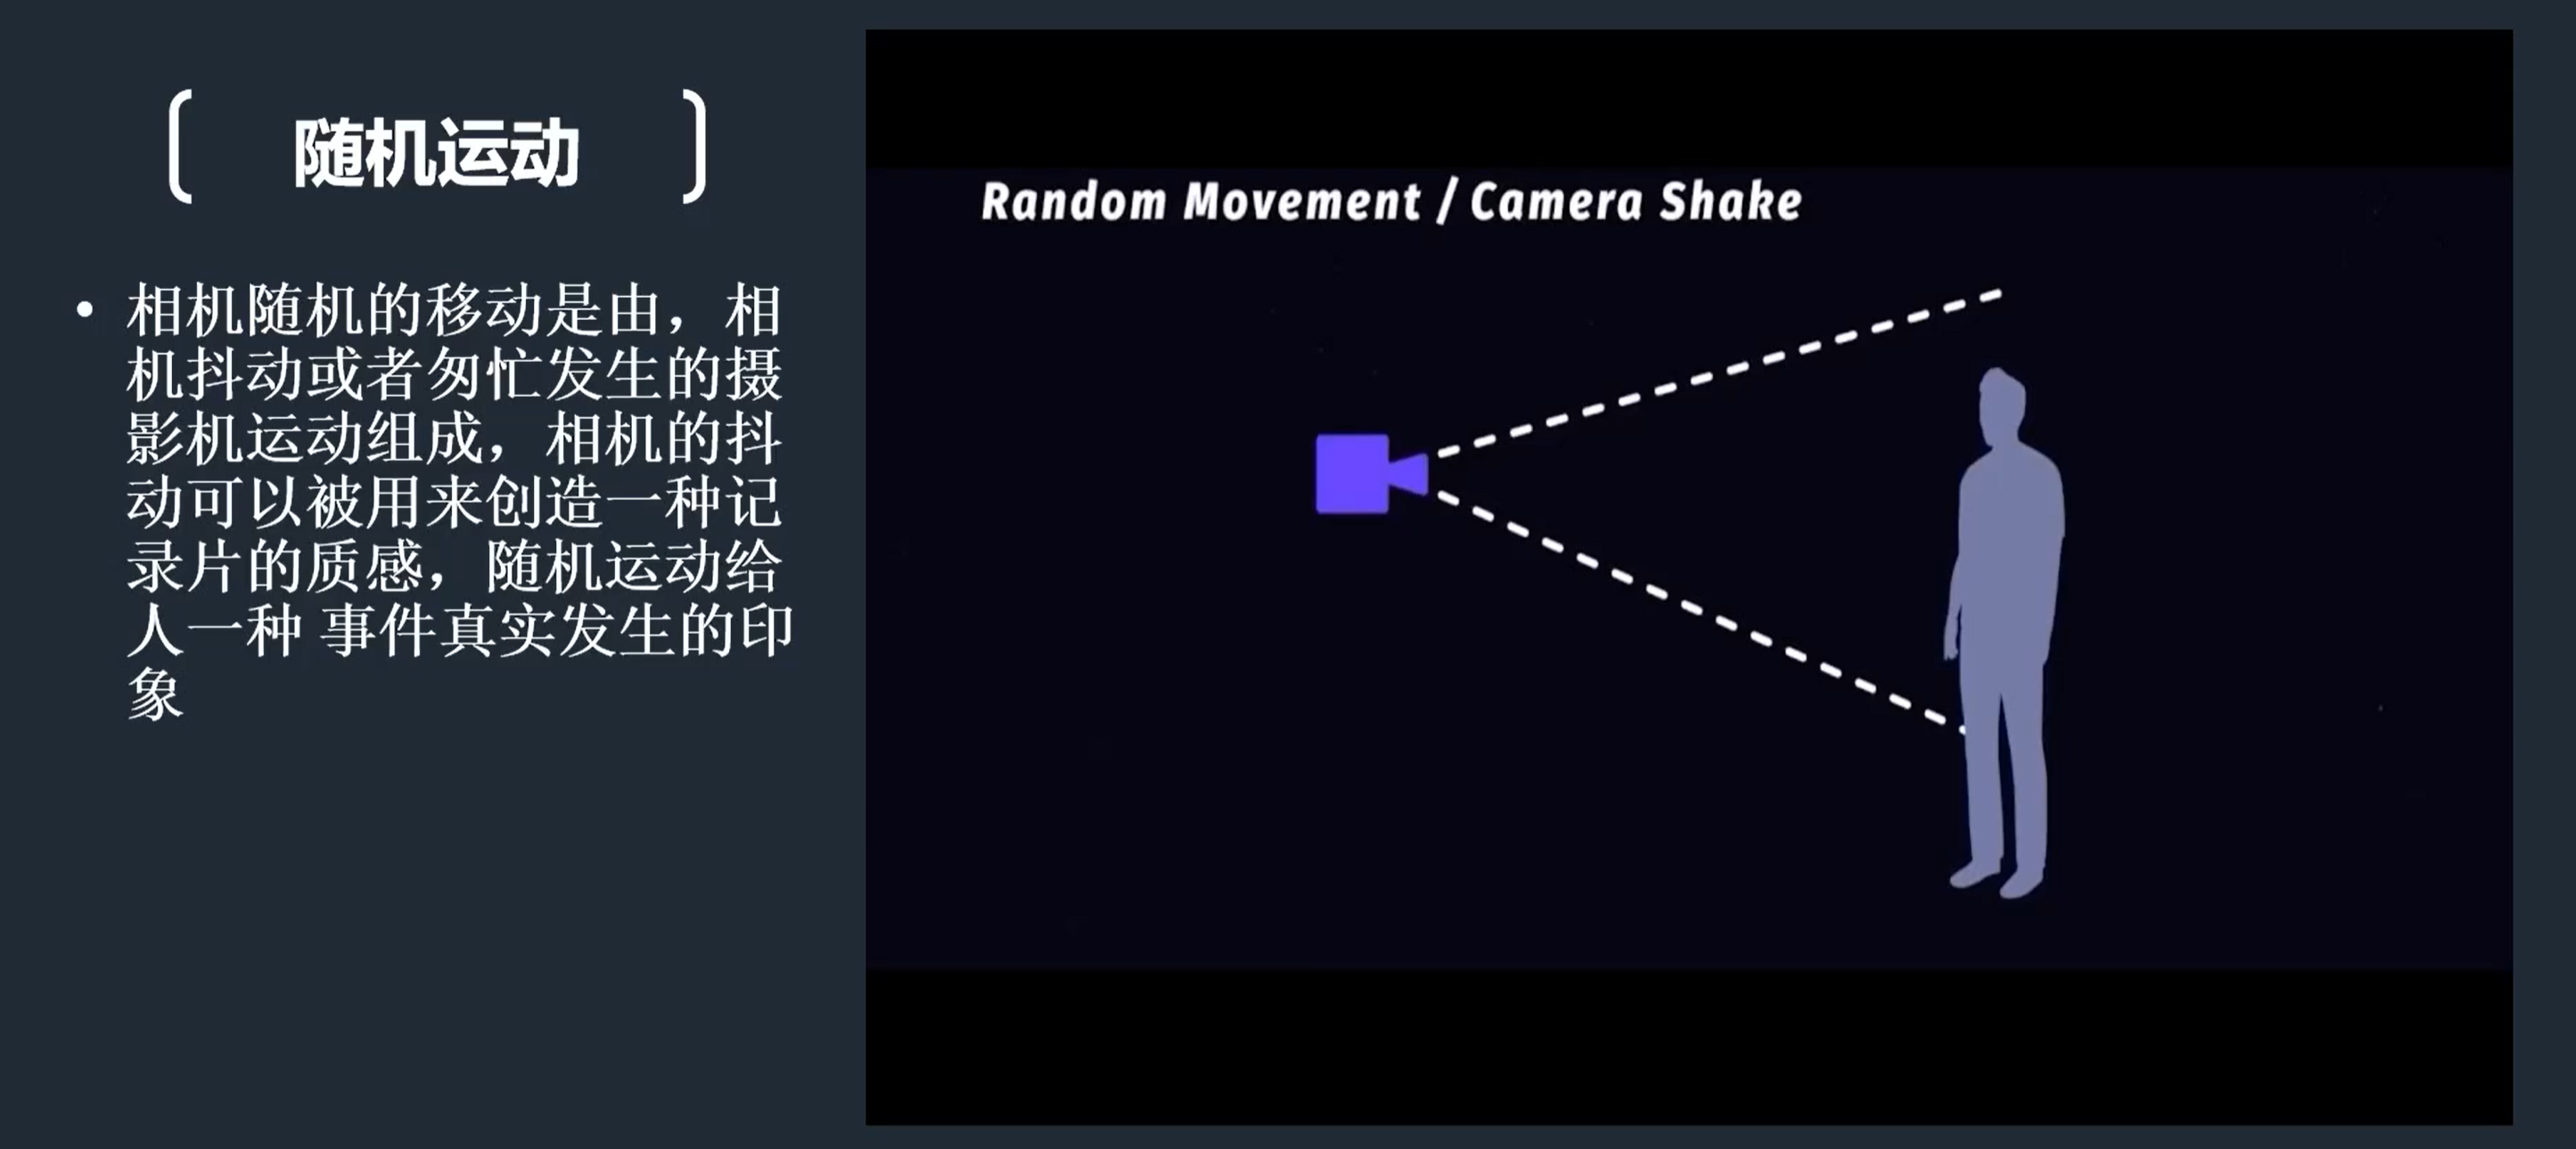 随机运动
• 相机随机的移动是由，相
机抖动或者匆忙发生的摄
影机运动组成，相机的抖
动可以被用来创造一种记
录片的质感，随机运动给
人一种 事件真实发生的印
象
Random Movement / Camera Shake